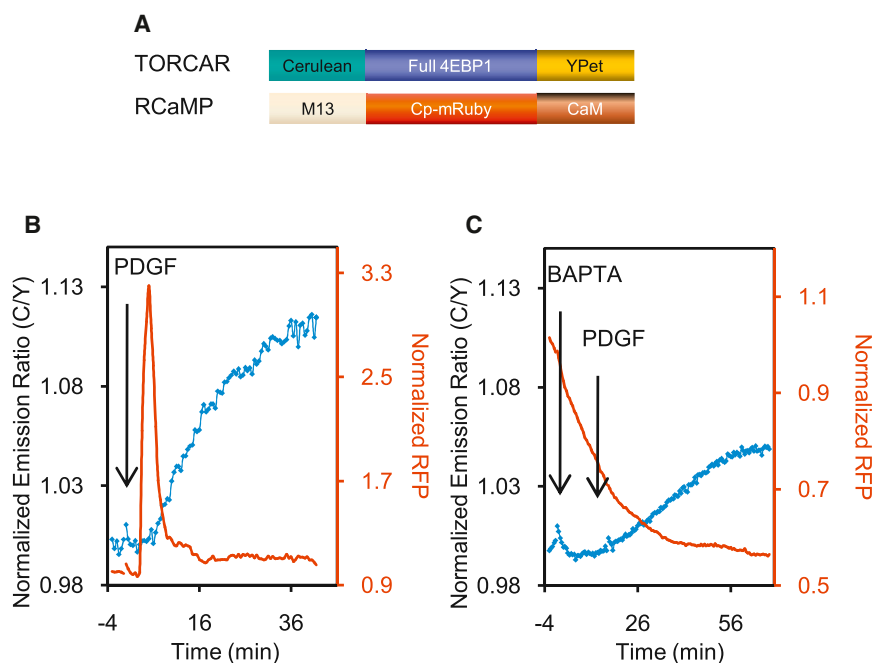 A
TORCAR
Cerulean
Full 4EBP1
YPet
RCaMP
M13
Cp-mRuby
CaM
B
PDGF
Normalized Emission Ratio (C/Y)
1.13
1.08
1.03
0.98
3.3
2.5
1.7
0.9
Normalized RFP
-4
16
36
Time (min)
C
BAPTA
PDGF
Normalized Emission Ratio (C/Y)
1.13
1.08
1.03
0.98
1.1
0.9
0.7
0.5
Normalized RFP
-4
26
56
Time (min)